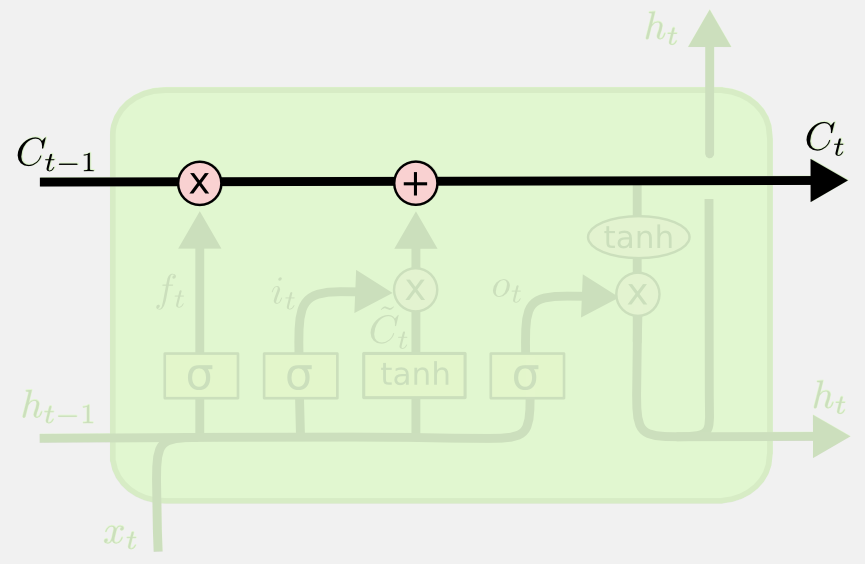 h_t
C_{t-1}
C_t
x
+
tanh
f_t
i_t
x
o_t
x
C̃_t
σ
σ
tanh
σ
h_{t-1}
h_t
x_t